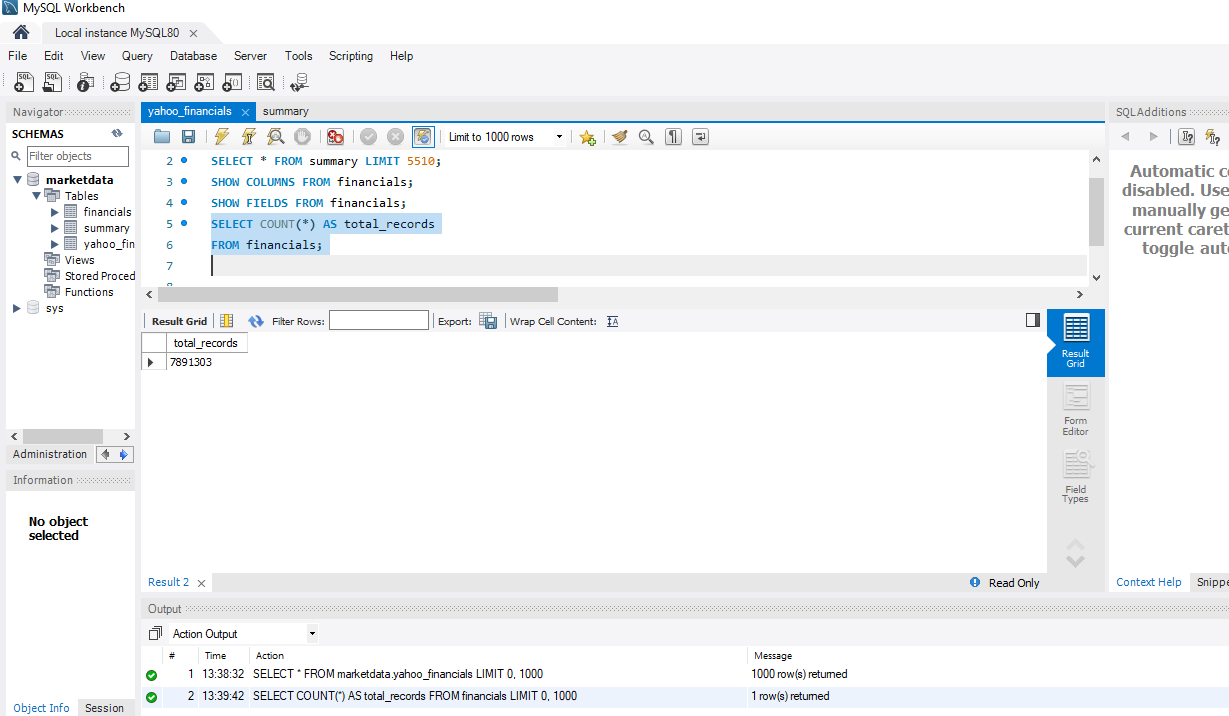 MySQL Workbench
Local instance MySQL80
File Edit View Query Database Server Tools Scripting Help
Navigator
SCHEMAS
Filter objects
marketdata
Tables
financials
summary
yahoo_fin
Views
Stored Proced
Functions
sys
Administration
Information
No object
selected
Object Info Session
yahoo_financials summary
Limit to 1000 rows
2 SELECT * FROM summary LIMIT 5510;
3 SHOW COLUMNS FROM financials;
4 SHOW FIELDS FROM financials;
5 SELECT COUNT(*) AS total_records
6 FROM financials;
7
Result Grid Filter Rows: Export: Wrap Cell Content:
total_records
7891303
Result
Grid
Form
Editor
Field
Types
Result 2 Read Only
Output
Action Output
# Time Action Message
1 13:38:32 SELECT * FROM marketdata.yahoo_financials LIMIT 0, 1000 1000 row(s) returned
2 13:39:42 SELECT COUNT(*) AS total_records FROM financials LIMIT 0, 1000 1 row(s) returned
SQLAdditions
Automatic c
disabled. Use
manually ge
current caret
toggle aut
Context Help Snippe